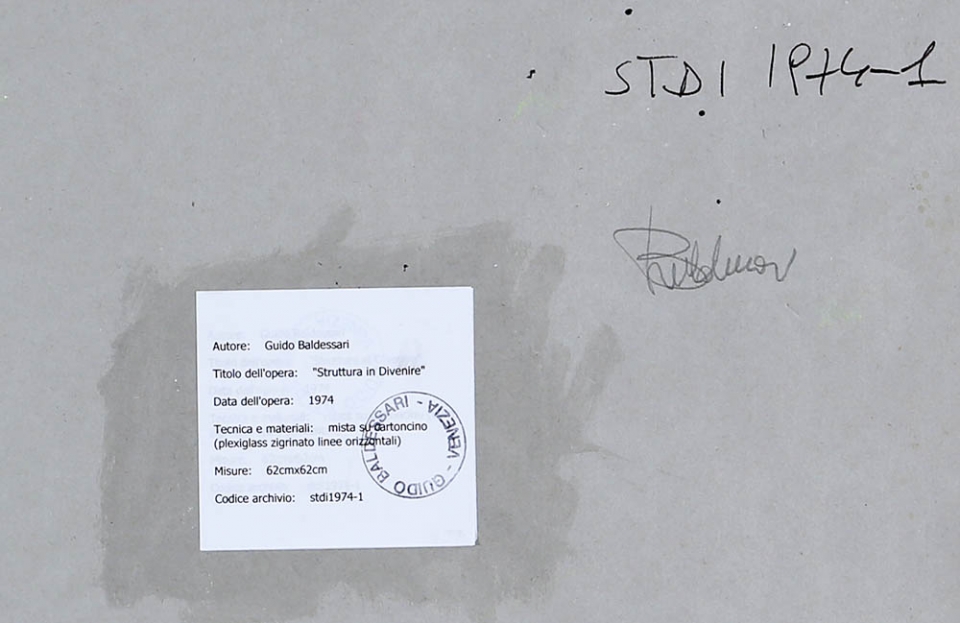 STDI 1974-1
Autore: Guido Baldessari
Titolo dell'opera: "Struttura in Divenire"
Data dell'opera: 1974
Tecnica e materiali: mista su cartoncino
(plexiglass zigrinato linee orizzontali)
Misure: 62cmx62cm
Codice archivio: stdi1974-1
GUIDO BALDESSARI - VENEZIA -